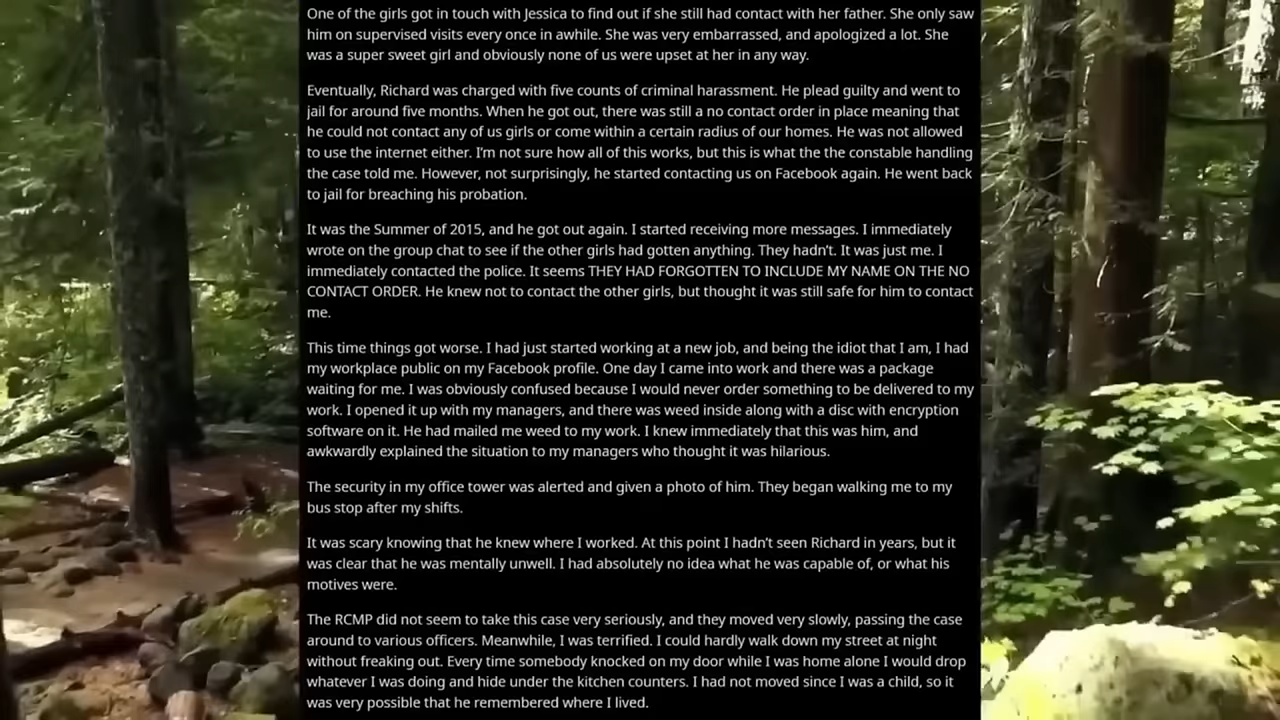 One of the girls got in touch with Jessica to find out if she still had contact with her father. She only saw
him on supervised visits every once in awhile. She was very embarrassed, and apologized a lot. She
was a super sweet girl and obviously none of us were upset at her in any way.
Eventually, Richard was charged with five counts of criminal harassment. He plead guilty and went to
jail for around five months. When he got out, there was still a no contact order in place meaning that
he could not contact any of us girls or come within a certain radius of our homes. He was not allowed
to use the internet either. I'm not sure how all of this works, but this is what the the constable handling
the case told me. However, not surprisingly, he started contacting us on Facebook again. He went back
to jail for breaching his probation.
It was the Summer of 2015, and he got out again. I started receiving more messages. I immediately
wrote on the group chat to see if the other girls had gotten anything. They hadn't. It was just me. I
immediately contacted the police. It seems THEY HAD FORGOTTEN TO INCLUDE MY NAME ON THE NO
CONTACT ORDER. He knew not to contact the other girls, but thought it was still safe for him to contact
me.
This time things got worse. I had just started working at a new job, and being the idiot that I am, I had
my workplace public on my Facebook profile. One day I came into work and there was a package
waiting for me. I was obviously confused because I would never order something to be delivered to my
work. I opened it up with my managers, and there was weed inside along with a disc with encryption
software on it. He had mailed me weed to my work. I knew immediately that this was him, and
awkwardly explained the situation to my managers who thought it was hilarious.
The security in my office tower was alerted and given a photo of him. They began walking me to my
bus stop after my shifts.
It was scary knowing that he knew where I worked. At this point I hadn't seen Richard in years, but it
was clear that he was mentally unwell. I had absolutely no idea what he was capable of, or what his
motives were.
The RCMP did not seem to take this case very seriously, and they moved very slowly, passing the case
around to various officers. Meanwhile, I was terrified. I could hardly walk down my street at night
without freaking out. Every time somebody knocked on my door while I was home alone I would drop
whatever I was doing and hide under the kitchen counters. I had not moved since I was a child, so it
was very possible that he remembered where I lived.